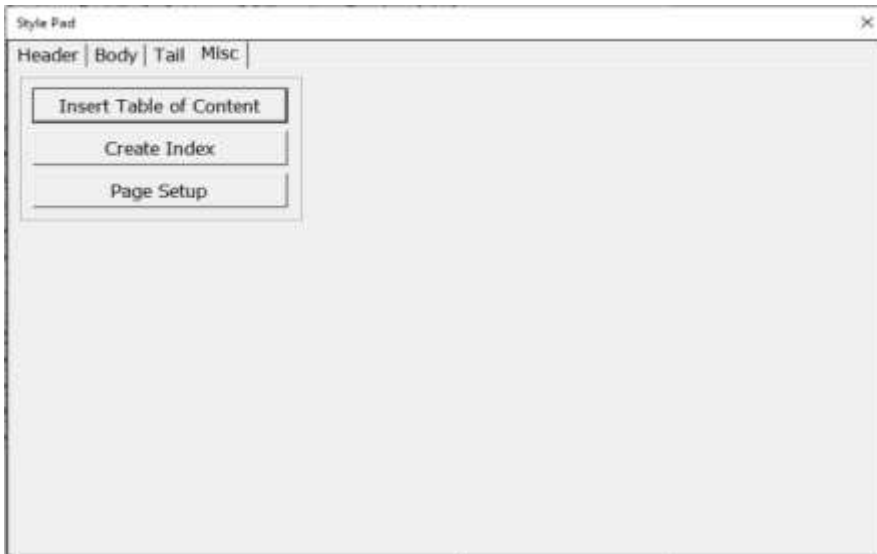 Style Pad
Header Body Tail Misc
Insert Table of Content
Create Index
Page Setup